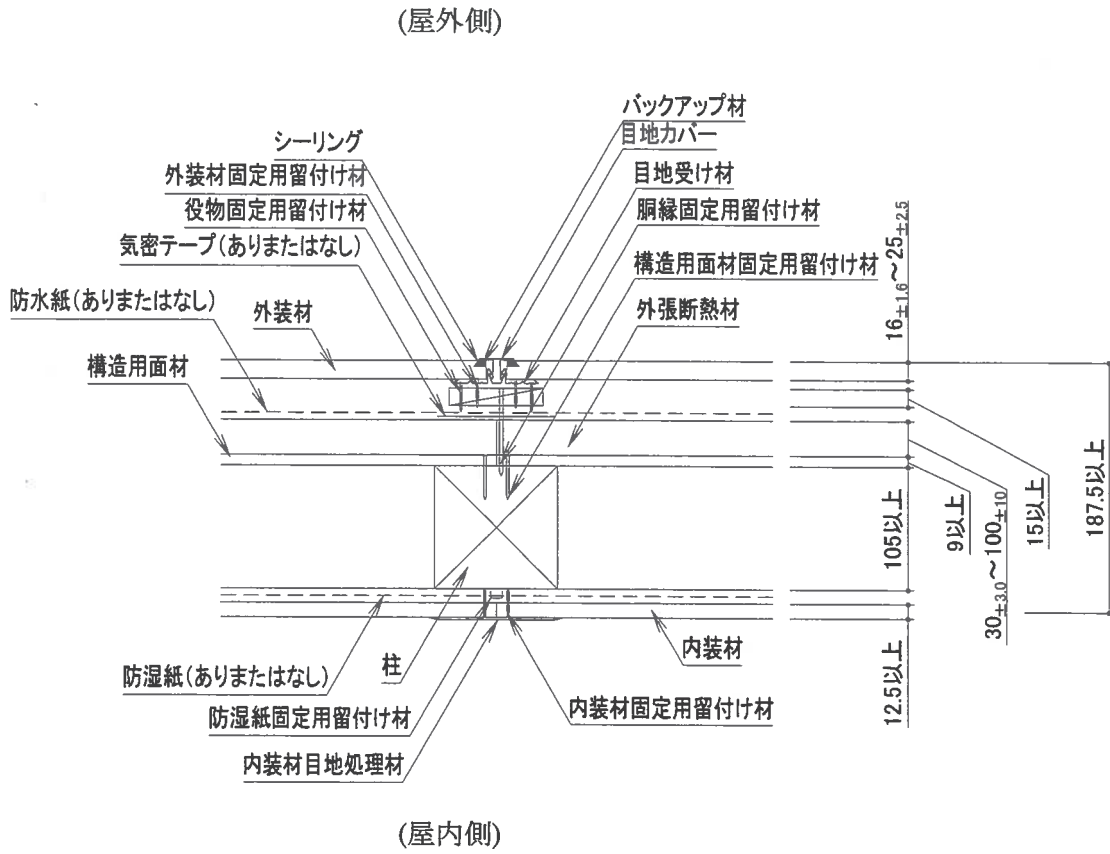 (屋外側)
バックアップ材
目地カバー
シーリング
外装材固定用留付け材
目地受け材
役物固定用留付け材
胴縁固定用留付け材
気密テープ(ありまたはなし)
構造用面材固定用留付け材
防水紙(ありまたはなし)
外装材
外張断熱材
構造用面材
16±1.6～25±2.5
15以上
9以上
30±3.0～100±10
105以上
187.5以上
12.5以上
内装材
柱
防湿紙(ありまたはなし)
防湿紙固定用留付け材
内装材固定用留付け材
内装材目地処理材
(屋内側)